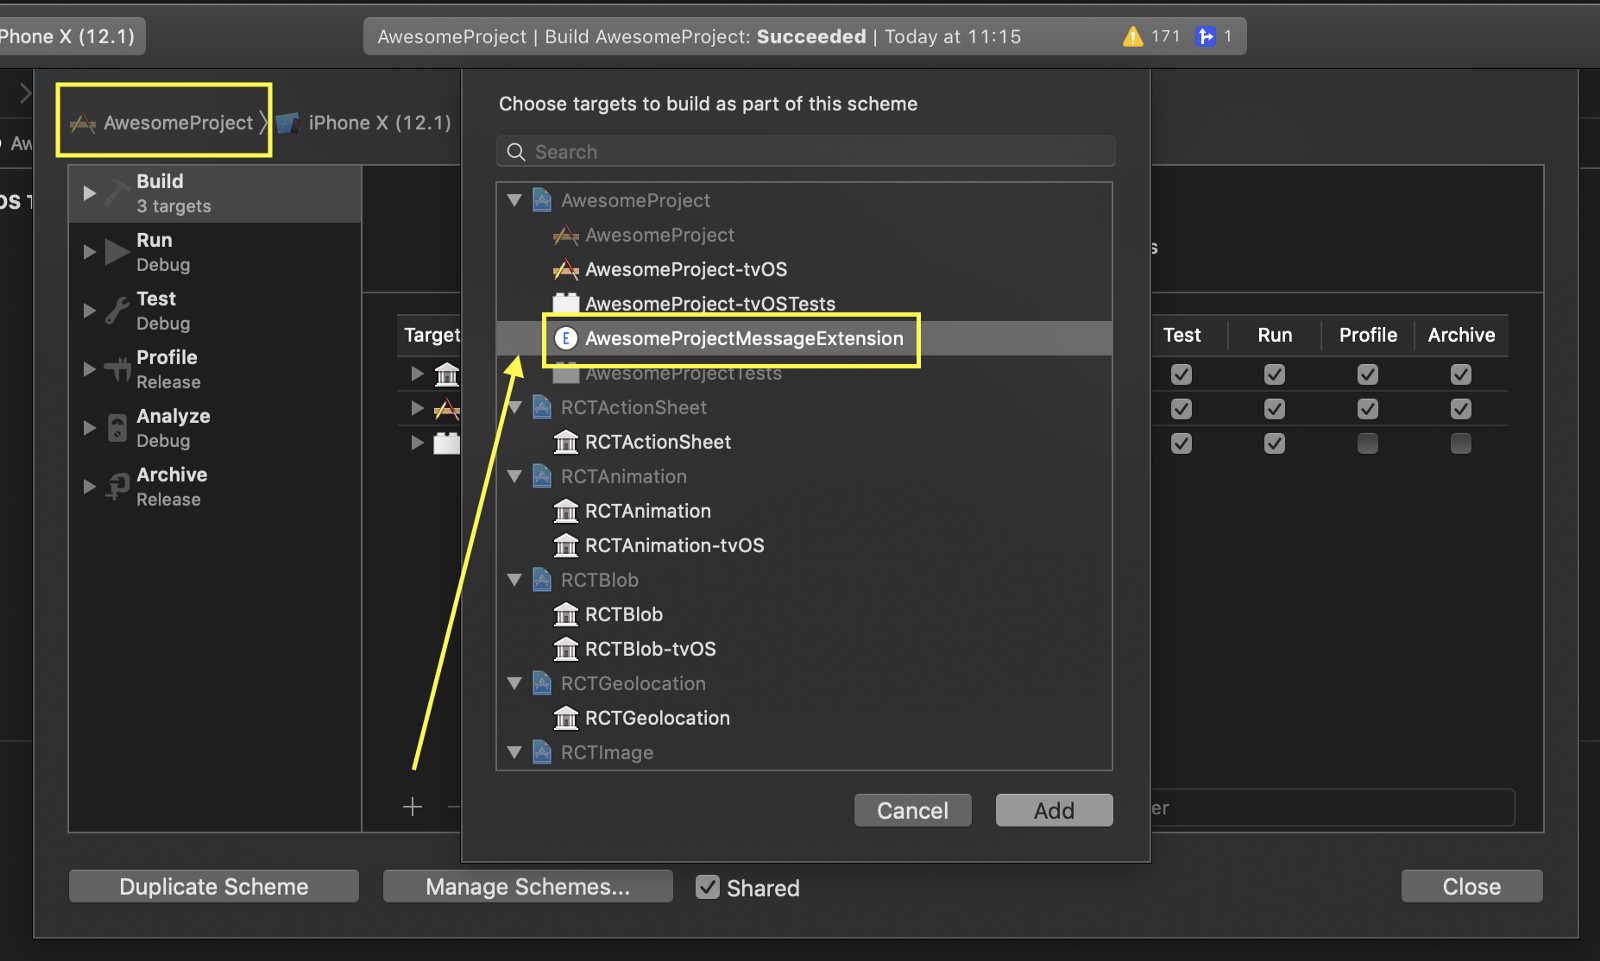 Phone X (12.1)
AwesomeProject | Build AwesomeProject: Succeeded | Today at 11:15
171
1
AwesomeProject
iPhone X (12.1)
Aw
OS T
Build
3 targets
Run
Debug
Test
Debug
Profile
Release
Analyze
Debug
Archive
Release
Target
Choose targets to build as part of this scheme
Search
AwesomeProject
AwesomeProject
AwesomeProject-tvOS
AwesomeProject-tvOSTests
E AwesomeProjectMessageExtension
AwesomeProjectTests
RCTActionSheet
RCTActionSheet
RCTAnimation
RCTAnimation
RCTAnimation-tvOS
RCTBlob
RCTBlob
RCTBlob-tvOS
RCTGeolocation
RCTGeolocation
RCTImage
Cancel
Add
s
Test Run Profile Archive
er
Duplicate Scheme
Manage Schemes...
Shared
Close